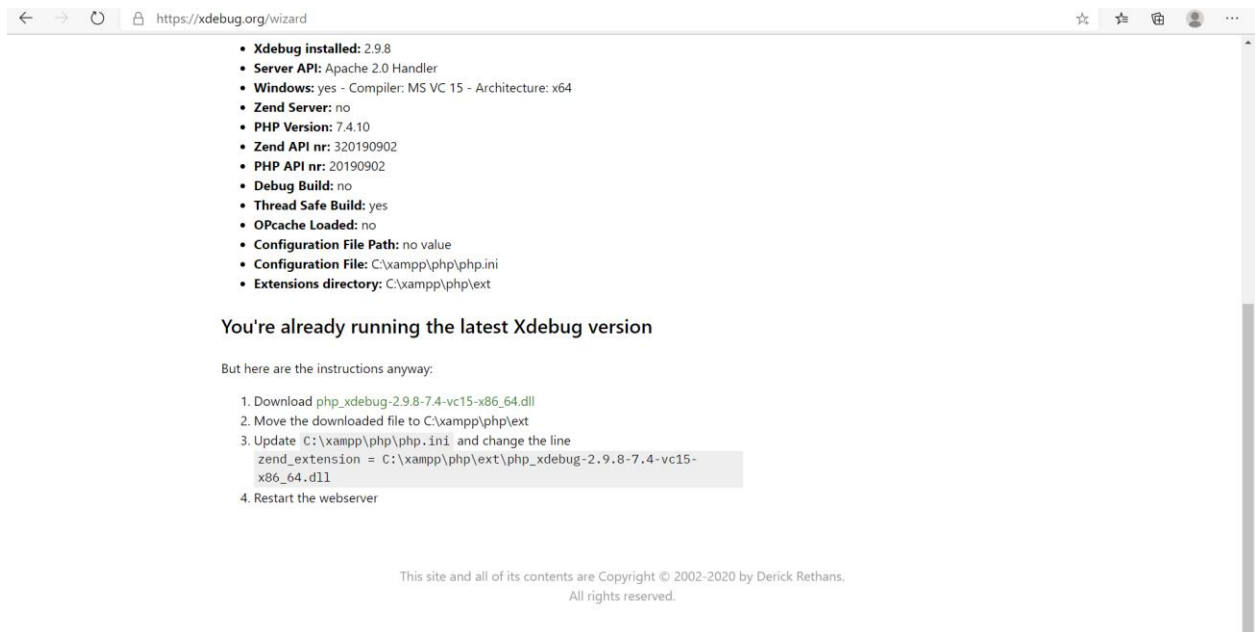 https://xdebug.org/wizard
• Xdebug installed: 2.9.8
• Server API: Apache 2.0 Handler
• Windows: yes - Compiler: MS VC 15 - Architecture: x64
• Zend Server: no
• PHP Version: 7.4.10
• Zend API nr: 320190902
• PHP API nr: 20190902
• Debug Build: no
• Thread Safe Build: yes
• OPcache Loaded: no
• Configuration File Path: no value
• Configuration File: C:\xampp\php\php.ini
• Extensions directory: C:\xampp\php\ext
You're already running the latest Xdebug version
But here are the instructions anyway:
1. Download php_xdebug-2.9.8-7.4-vc15-x86_64.dll
2. Move the downloaded file to C:\xampp\php\ext
3. Update C:\xampp\php\php.ini and change the line
zend_extension = C:\xampp\php\ext\php_xdebug-2.9.8-7.4-vc15-
x86_64.dll
4. Restart the webserver
This site and all of its contents are Copyright © 2002-2020 by Derick Rethans.
All rights reserved.